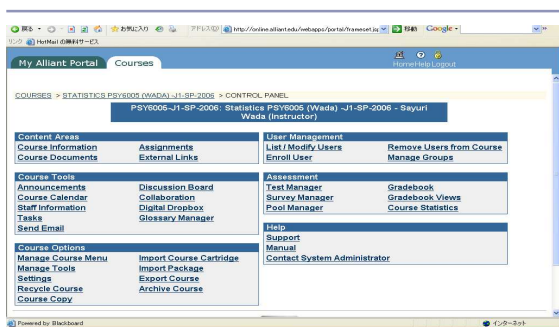 戻る お気に入り アドレス(D) http://online.alliant.edu/webapps/portal/frameset.jsp 移動 Google
リンク HotMail の無料サービス
My Alliant Portal Courses Home Help Logout
COURSES > STATISTICS PSY6005 (WADA) -J1-SP-2006 > CONTROL PANEL
PSY6006-J1-SP-2006: Statistics PSY6005 (Wada) -J1-SP-2006 - Sayuri
Wada (Instructor)
Content Areas
Course Information Assignments
Course Documents External Links
User Management
List / Modify Users Remove Users from Course
Enroll User Manage Groups
Course Tools
Announcements Discussion Board
Course Calendar Collaboration
Staff Information Digital Dropbox
Tasks Glossary Manager
Send Email
Assessment
Test Manager Gradebook
Survey Manager Gradebook Views
Pool Manager Course Statistics
Help
Support
Manual
Contact System Administrator
Course Options
Manage Course Menu Import Course Cartridge
Manage Tools Import Package
Settings Export Course
Recycle Course Archive Course
Course Copy
Powered by Blackboard インターネット